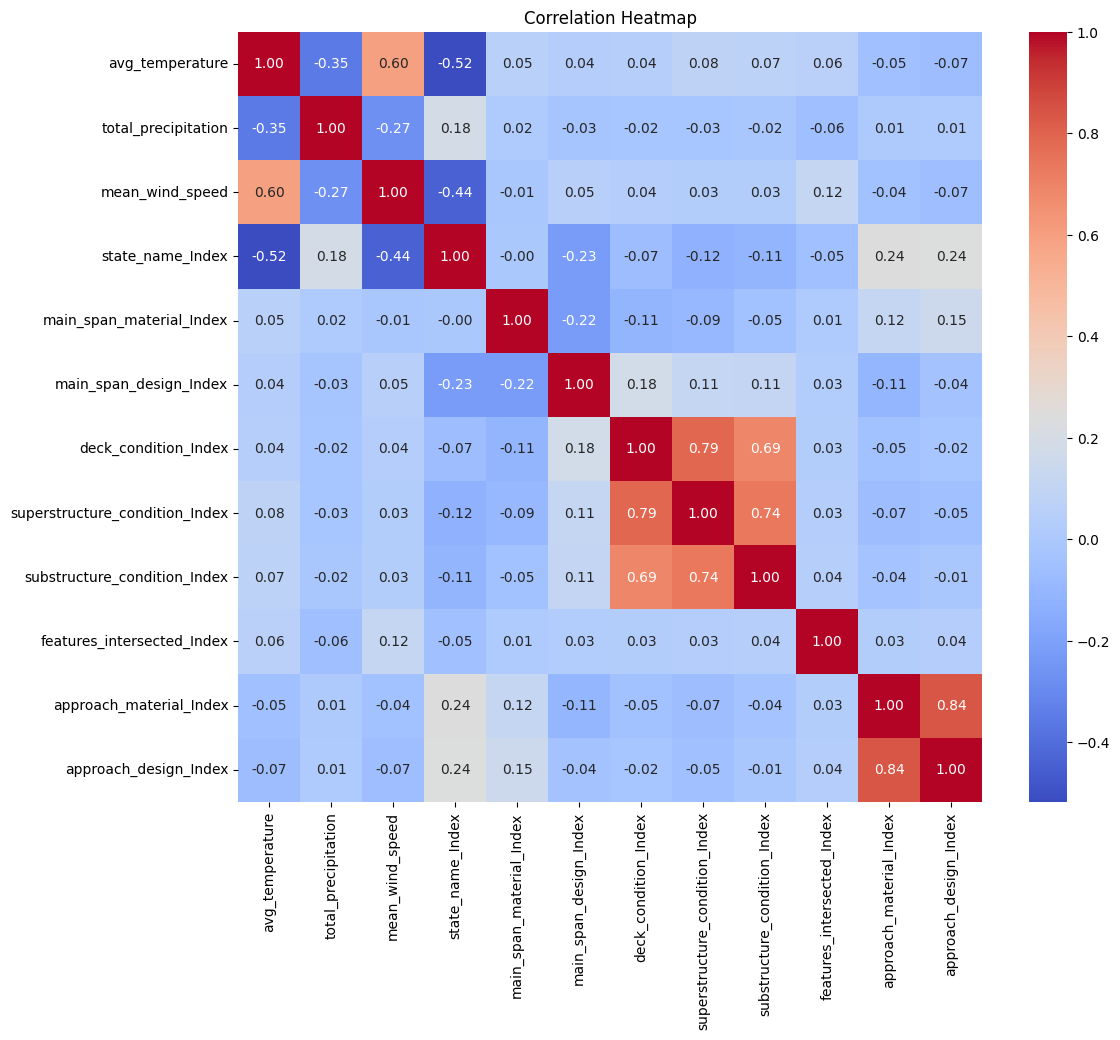 Correlation Heatmap
avg_temperature 1.00 -0.35 0.60 -0.52 0.05 0.04 0.04 0.08 0.07 0.06 -0.05 -0.07
total_precipitation -0.35 1.00 -0.27 0.18 0.02 -0.03 -0.02 -0.03 -0.02 -0.06 0.01 0.01
mean_wind_speed 0.60 -0.27 1.00 -0.44 -0.01 0.05 0.04 0.03 0.03 0.12 -0.04 -0.07
state_name_Index -0.52 0.18 -0.44 1.00 -0.00 -0.23 -0.07 -0.12 -0.11 -0.05 0.24 0.24
main_span_material_Index 0.05 0.02 -0.01 -0.00 1.00 -0.22 -0.11 -0.09 -0.05 0.01 0.12 0.15
main_span_design_Index 0.04 -0.03 0.05 -0.23 -0.22 1.00 0.18 0.11 0.11 0.03 -0.11 -0.04
deck_condition_Index 0.04 -0.02 0.04 -0.07 -0.11 0.18 1.00 0.79 0.69 0.03 -0.05 -0.02
superstructure_condition_Index 0.08 -0.03 0.03 -0.12 -0.09 0.11 0.79 1.00 0.74 0.03 -0.07 -0.05
substructure_condition_Index 0.07 -0.02 0.03 -0.11 -0.05 0.11 0.69 0.74 1.00 0.04 -0.04 -0.01
features_intersected_Index 0.06 -0.06 0.12 -0.05 0.01 0.03 0.03 0.03 0.04 1.00 0.03 0.04
approach_material_Index -0.05 0.01 -0.04 0.24 0.12 -0.11 -0.05 -0.07 -0.04 0.03 1.00 0.84
approach_design_Index -0.07 0.01 -0.07 0.24 0.15 -0.04 -0.02 -0.05 -0.01 0.04 0.84 1.00
avg_temperature
total_precipitation
mean_wind_speed
state_name_Index
main_span_material_Index
main_span_design_Index
deck_condition_Index
superstructure_condition_Index
substructure_condition_Index
features_intersected_Index
approach_material_Index
approach_design_Index
1.0
0.8
0.6
0.4
0.2
0.0
−0.2
−0.4